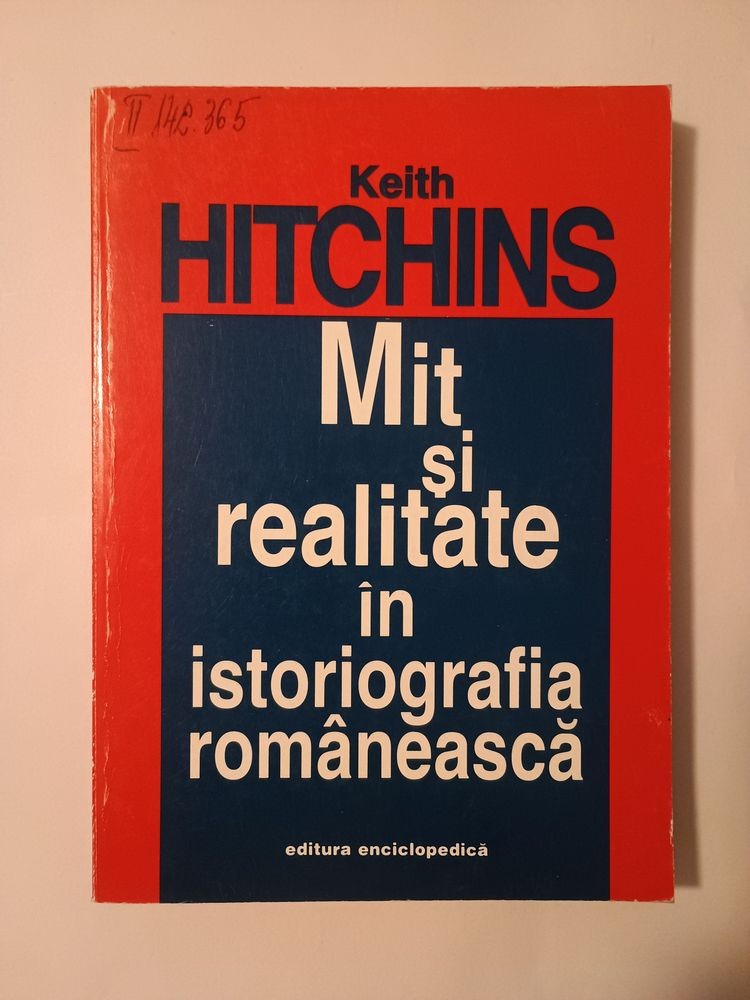 II 142.365
Keith
HITCHINS
Mit
și
realitate
în
istoriografia
românească
editura enciclopedică